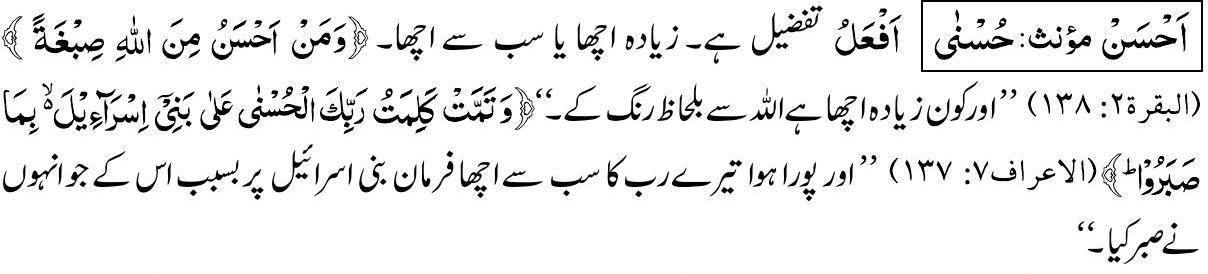 اَحْسَنْ مؤنث: حُسْنٰی اَفْعَلُ تفضیل ہے۔ زیادہ اچھا یا سب سے اچھا۔ ﴿وَمَنْ اَحْسَنُ مِنَ اللّٰهِ صِبْغَةً﴾
(البقرۃ۲: ۱۳۸) ’’اور کون زیادہ اچھا ہے اللہ سے بلحاظ رنگ کے۔‘‘ ﴿وَتَمَّتْ كَلِمَتُ رَبِّكَ الْحُسْنٰى عَلٰى بَنِيْٓ اِسْرَآءِيْلَ ۙ۬ بِمَا
صَبَرُوْا ؕ﴾ (الاعراف۷: ۱۳۷) ’’اور پورا ہوا تیرے رب کا سب سے اچھا فرمان بنی اسرائیل پر بسبب اس کے جو انہوں
نے صبر کیا۔‘‘